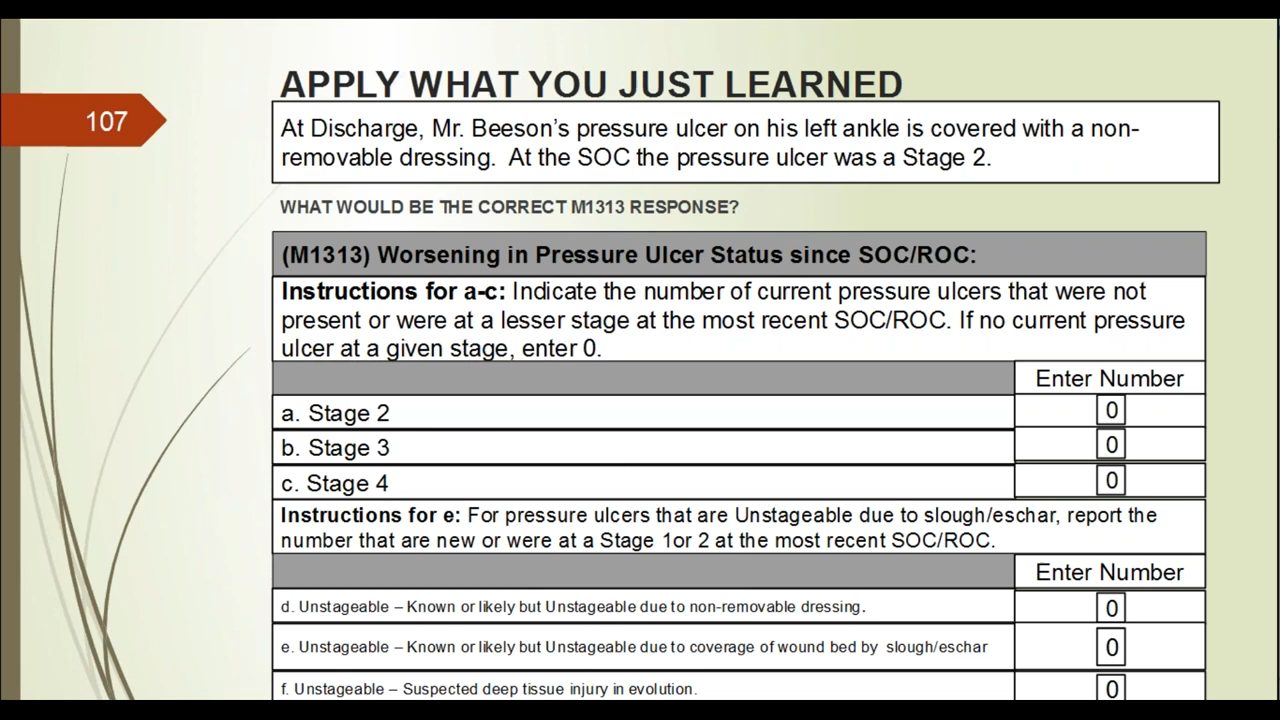 APPLY WHAT YOU JUST LEARNED
107
At Discharge, Mr. Beeson’s pressure ulcer on his left ankle is covered with a non-
removable dressing. At the SOC the pressure ulcer was a Stage 2.
WHAT WOULD BE THE CORRECT M1313 RESPONSE?
(M1313) Worsening in Pressure Ulcer Status since SOC/ROC:
Instructions for a-c: Indicate the number of current pressure ulcers that were not
present or were at a lesser stage at the most recent SOC/ROC. If no current pressure
ulcer at a given stage, enter 0.
Enter Number
a. Stage 2 0
b. Stage 3 0
c. Stage 4 0
Instructions for e: For pressure ulcers that are Unstageable due to slough/eschar, report the
number that are new or were at a Stage 1or 2 at the most recent SOC/ROC.
Enter Number
d. Unstageable – Known or likely but Unstageable due to non-removable dressing. 0
e. Unstageable – Known or likely but Unstageable due to coverage of wound bed by slough/eschar 0
f. Unstageable – Suspected deep tissue injury in evolution. 0